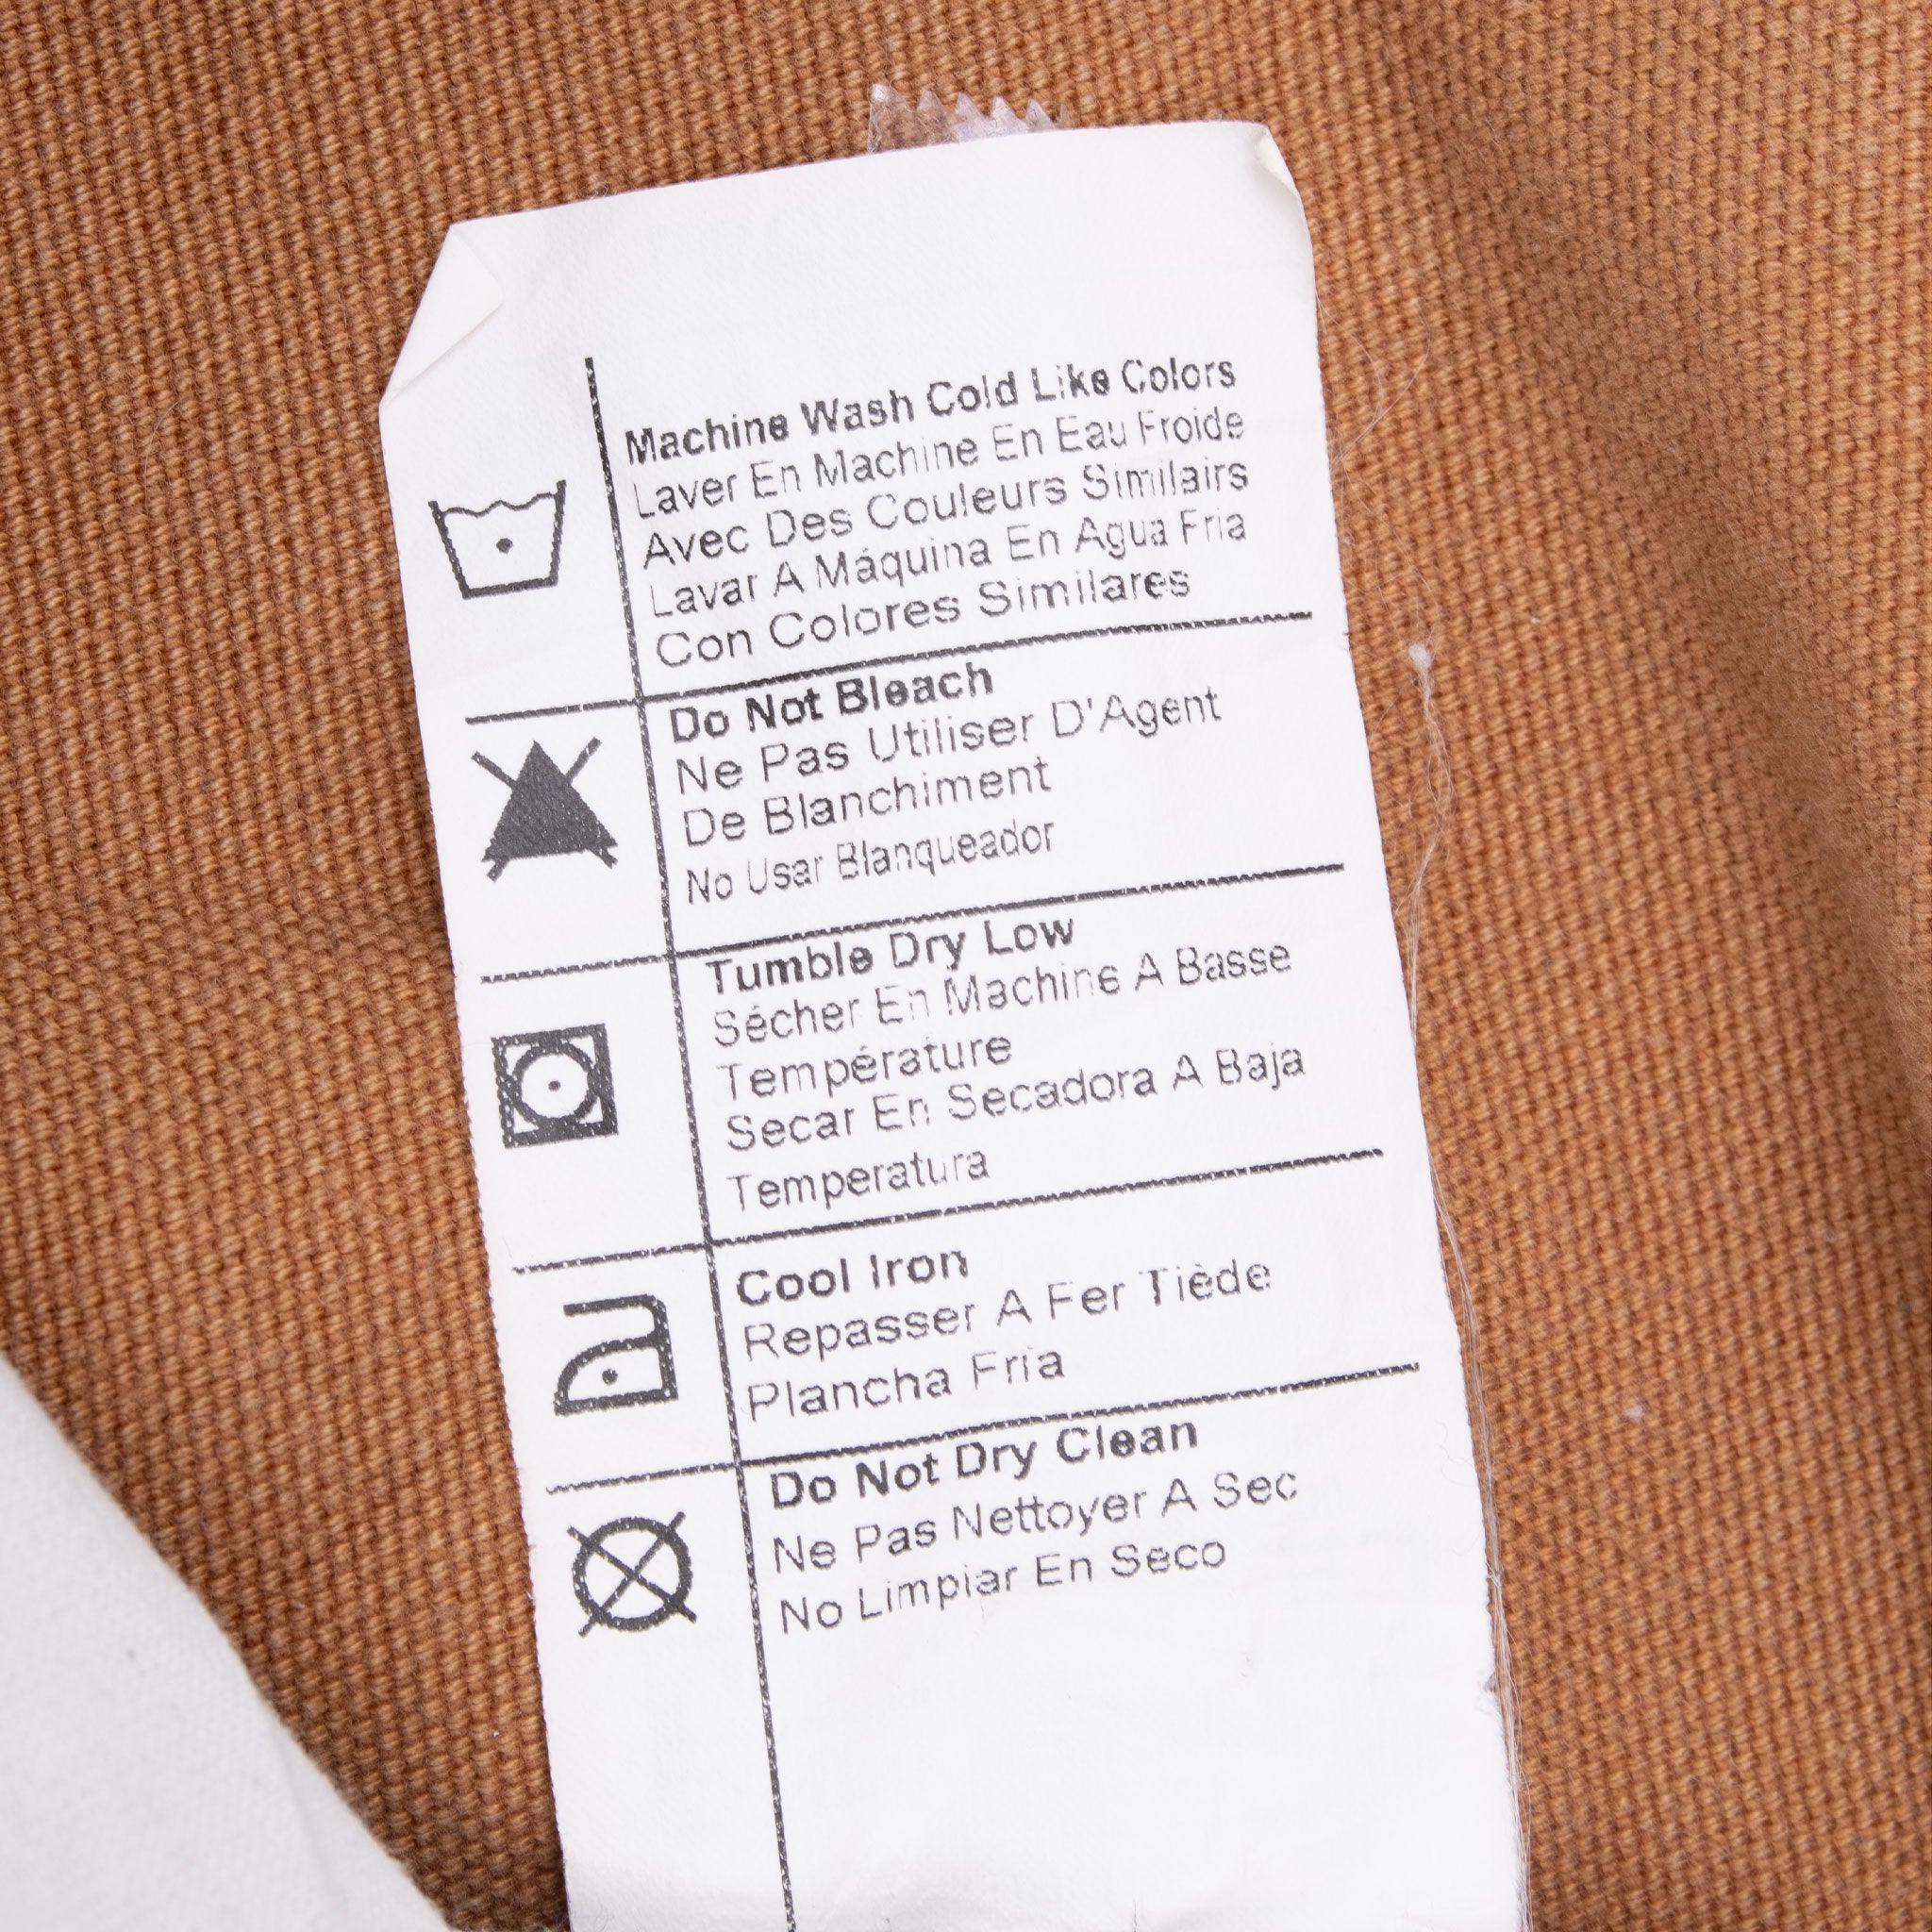 Machine Wash Cold Like Colors
Laver En Machine En Eau Froide
Avec Des Couleurs Similairs
Lavar A Máquina En Agua Fria
Con Colores Similares
Do Not Bleach
Ne Pas Utiliser D'Agent
De Blanchiment
No Usar Blanqueador
Tumble Dry Low
Sécher En Machine A Basse
Température
Secar En Secadora A Baja
Temperatura
Cool Iron
Repasser A Fer Tiède
Plancha Fria
Do Not Dry Clean
Ne Pas Nettoyer A Sec
No Limpiar En Seco